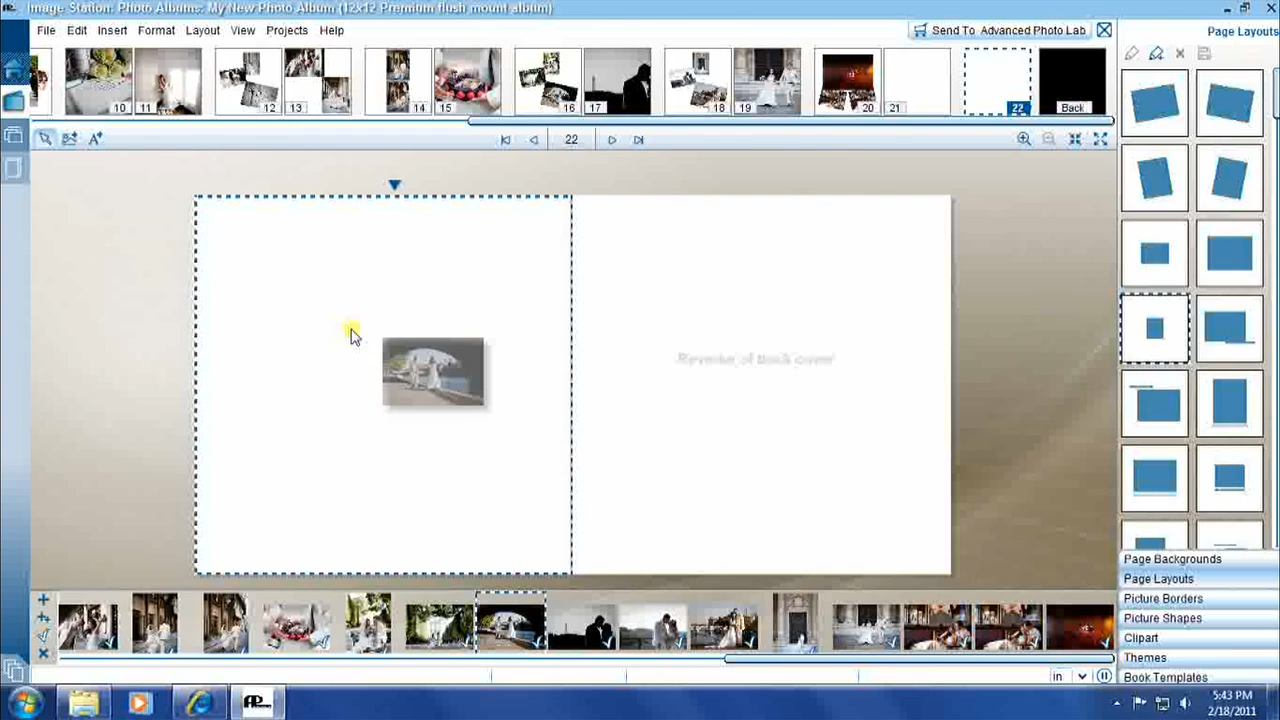 Image Station: Photo Albums: My New Photo Album (12x12 Premium flush mount album)
File Edit Insert Format Layout View Projects Help
Send To Advanced Photo Lab
Page Layouts
10 11 12 13 14 15 16 17 18 19 20 21 22 Back
22
Reverse of back cover
Page Backgrounds
Page Layouts
Picture Borders
Picture Shapes
Clipart
Themes
Book Templates
in
AP
5:43 PM
2/18/2011